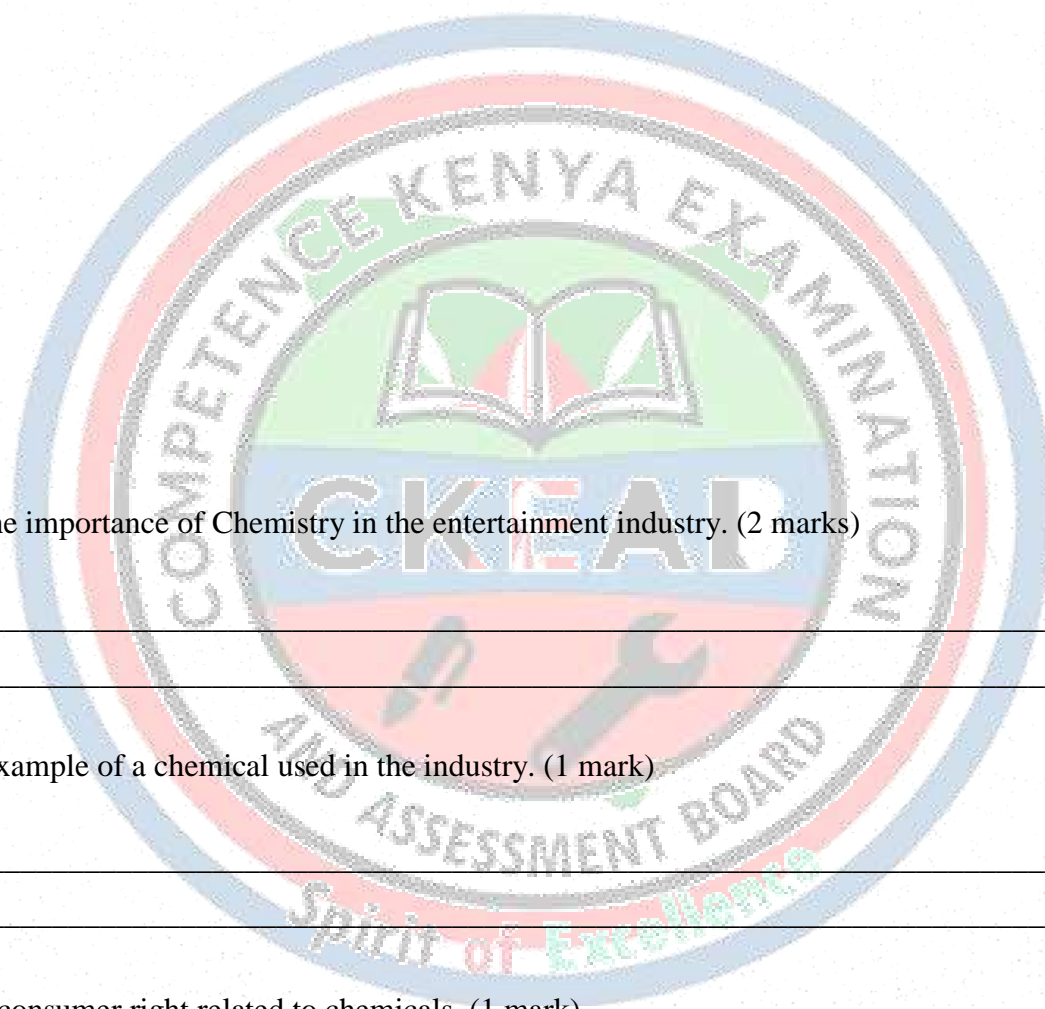 COMPETENCE KENYA EXAMINATION
AND ASSESSMENT BOARD
CKEAB
Spirit of Excellence
he importance of Chemistry in the entertainment industry. (2 marks)
xample of a chemical used in the industry. (1 mark)
consumer right related to chemicals. (1 mark)